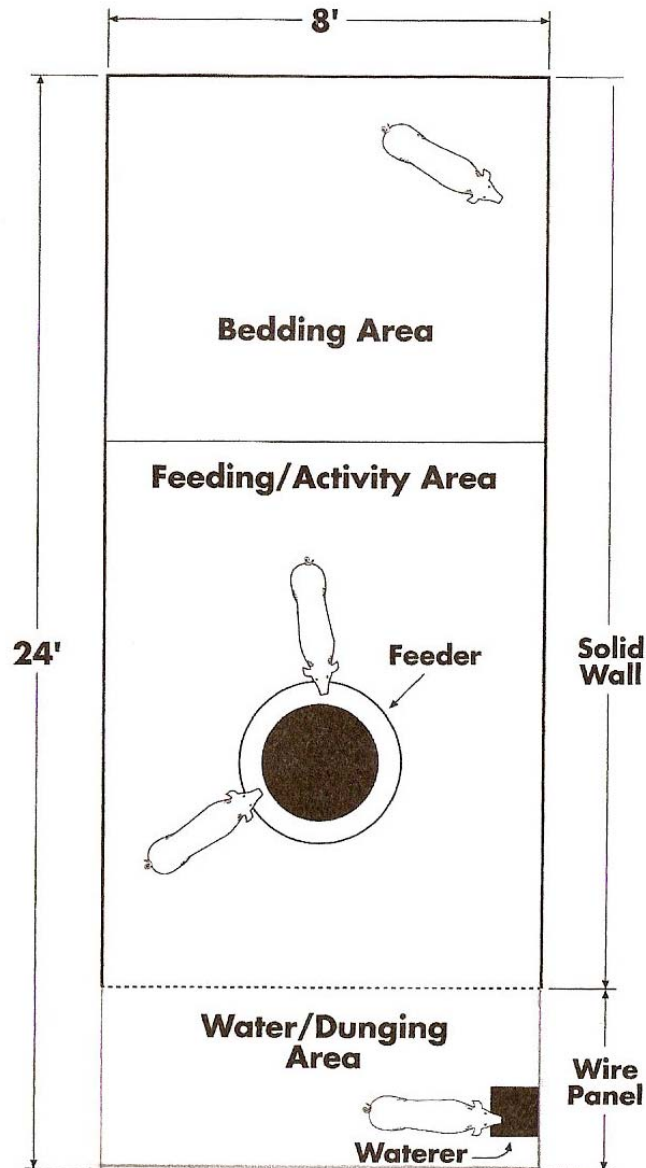 8'
Bedding Area
Feeding/Activity Area
24'
Feeder
Solid
Wall
Water/Dunging
Area
Wire
Panel
Waterer